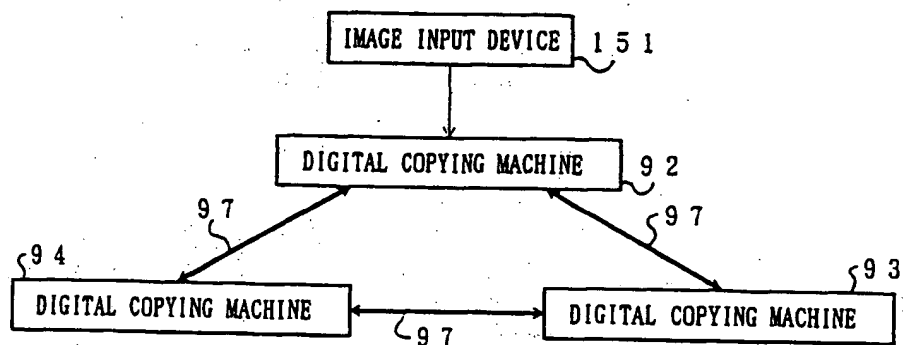 IMAGE INPUT DEVICE
151
DIGITAL COPYING MACHINE
92
97
97
94
93
DIGITAL COPYING MACHINE
DIGITAL COPYING MACHINE
97